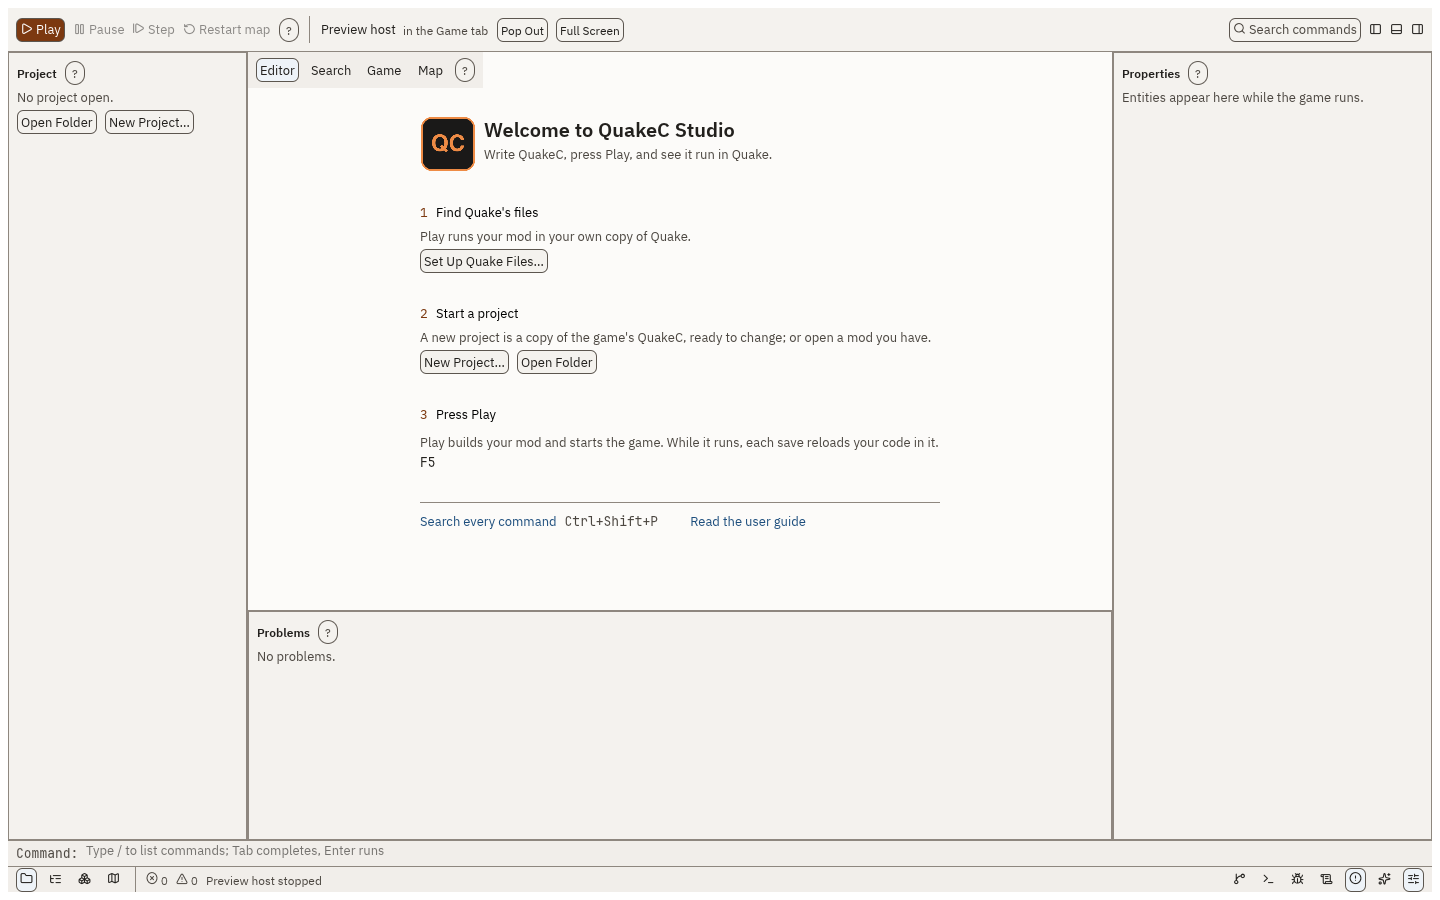 Play Pause Step Restart map ? Preview host in the Game tab Pop Out Full Screen Search commands
Project ?
No project open.
Open Folder New Project...
Editor Search Game Map ?
QC
Welcome to QuakeC Studio
Write QuakeC, press Play, and see it run in Quake.
1 Find Quake's files
Play runs your mod in your own copy of Quake.
Set Up Quake Files...
2 Start a project
A new project is a copy of the game's QuakeC, ready to change; or open a mod you have.
New Project... Open Folder
3 Press Play
Play builds your mod and starts the game. While it runs, each save reloads your code in it.
F5
Search every command Ctrl+Shift+P Read the user guide
Problems ?
No problems.
Properties ?
Entities appear here while the game runs.
Command: Type / to list commands; Tab completes, Enter runs
0 0 Preview host stopped